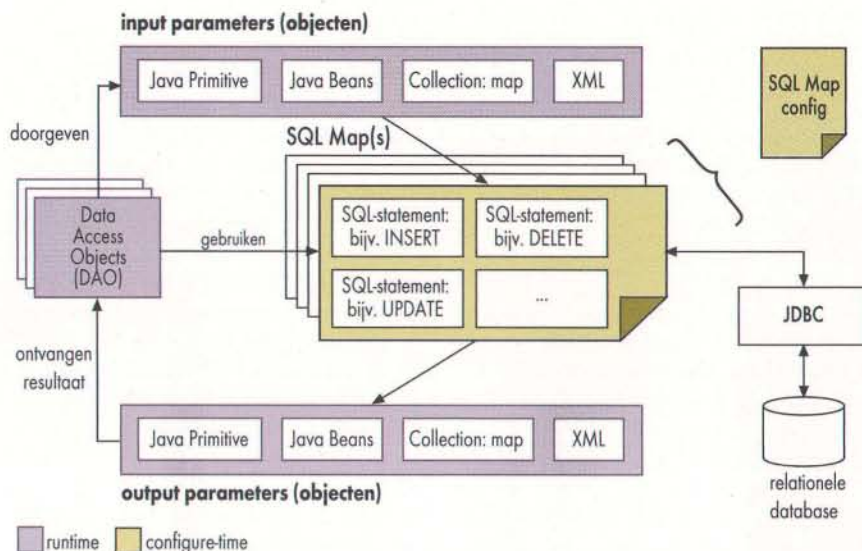 input parameters (objecten)
Java Primitive
Java Beans
Collection: map
XML
SQL Map
config
doorgeven
SQL Map(s)
Data
Access
Objects
(DAO)
gebruiken
SQL-statement:
bijv. INSERT
SQL-statement:
bijv. DELETE
SQL-statement:
bijv. UPDATE
...
JDBC
ontvangen
resultaat
Java Primitive
Java Beans
Collection: map
XML
output parameters (objecten)
relationele
database
runtime
configure-time